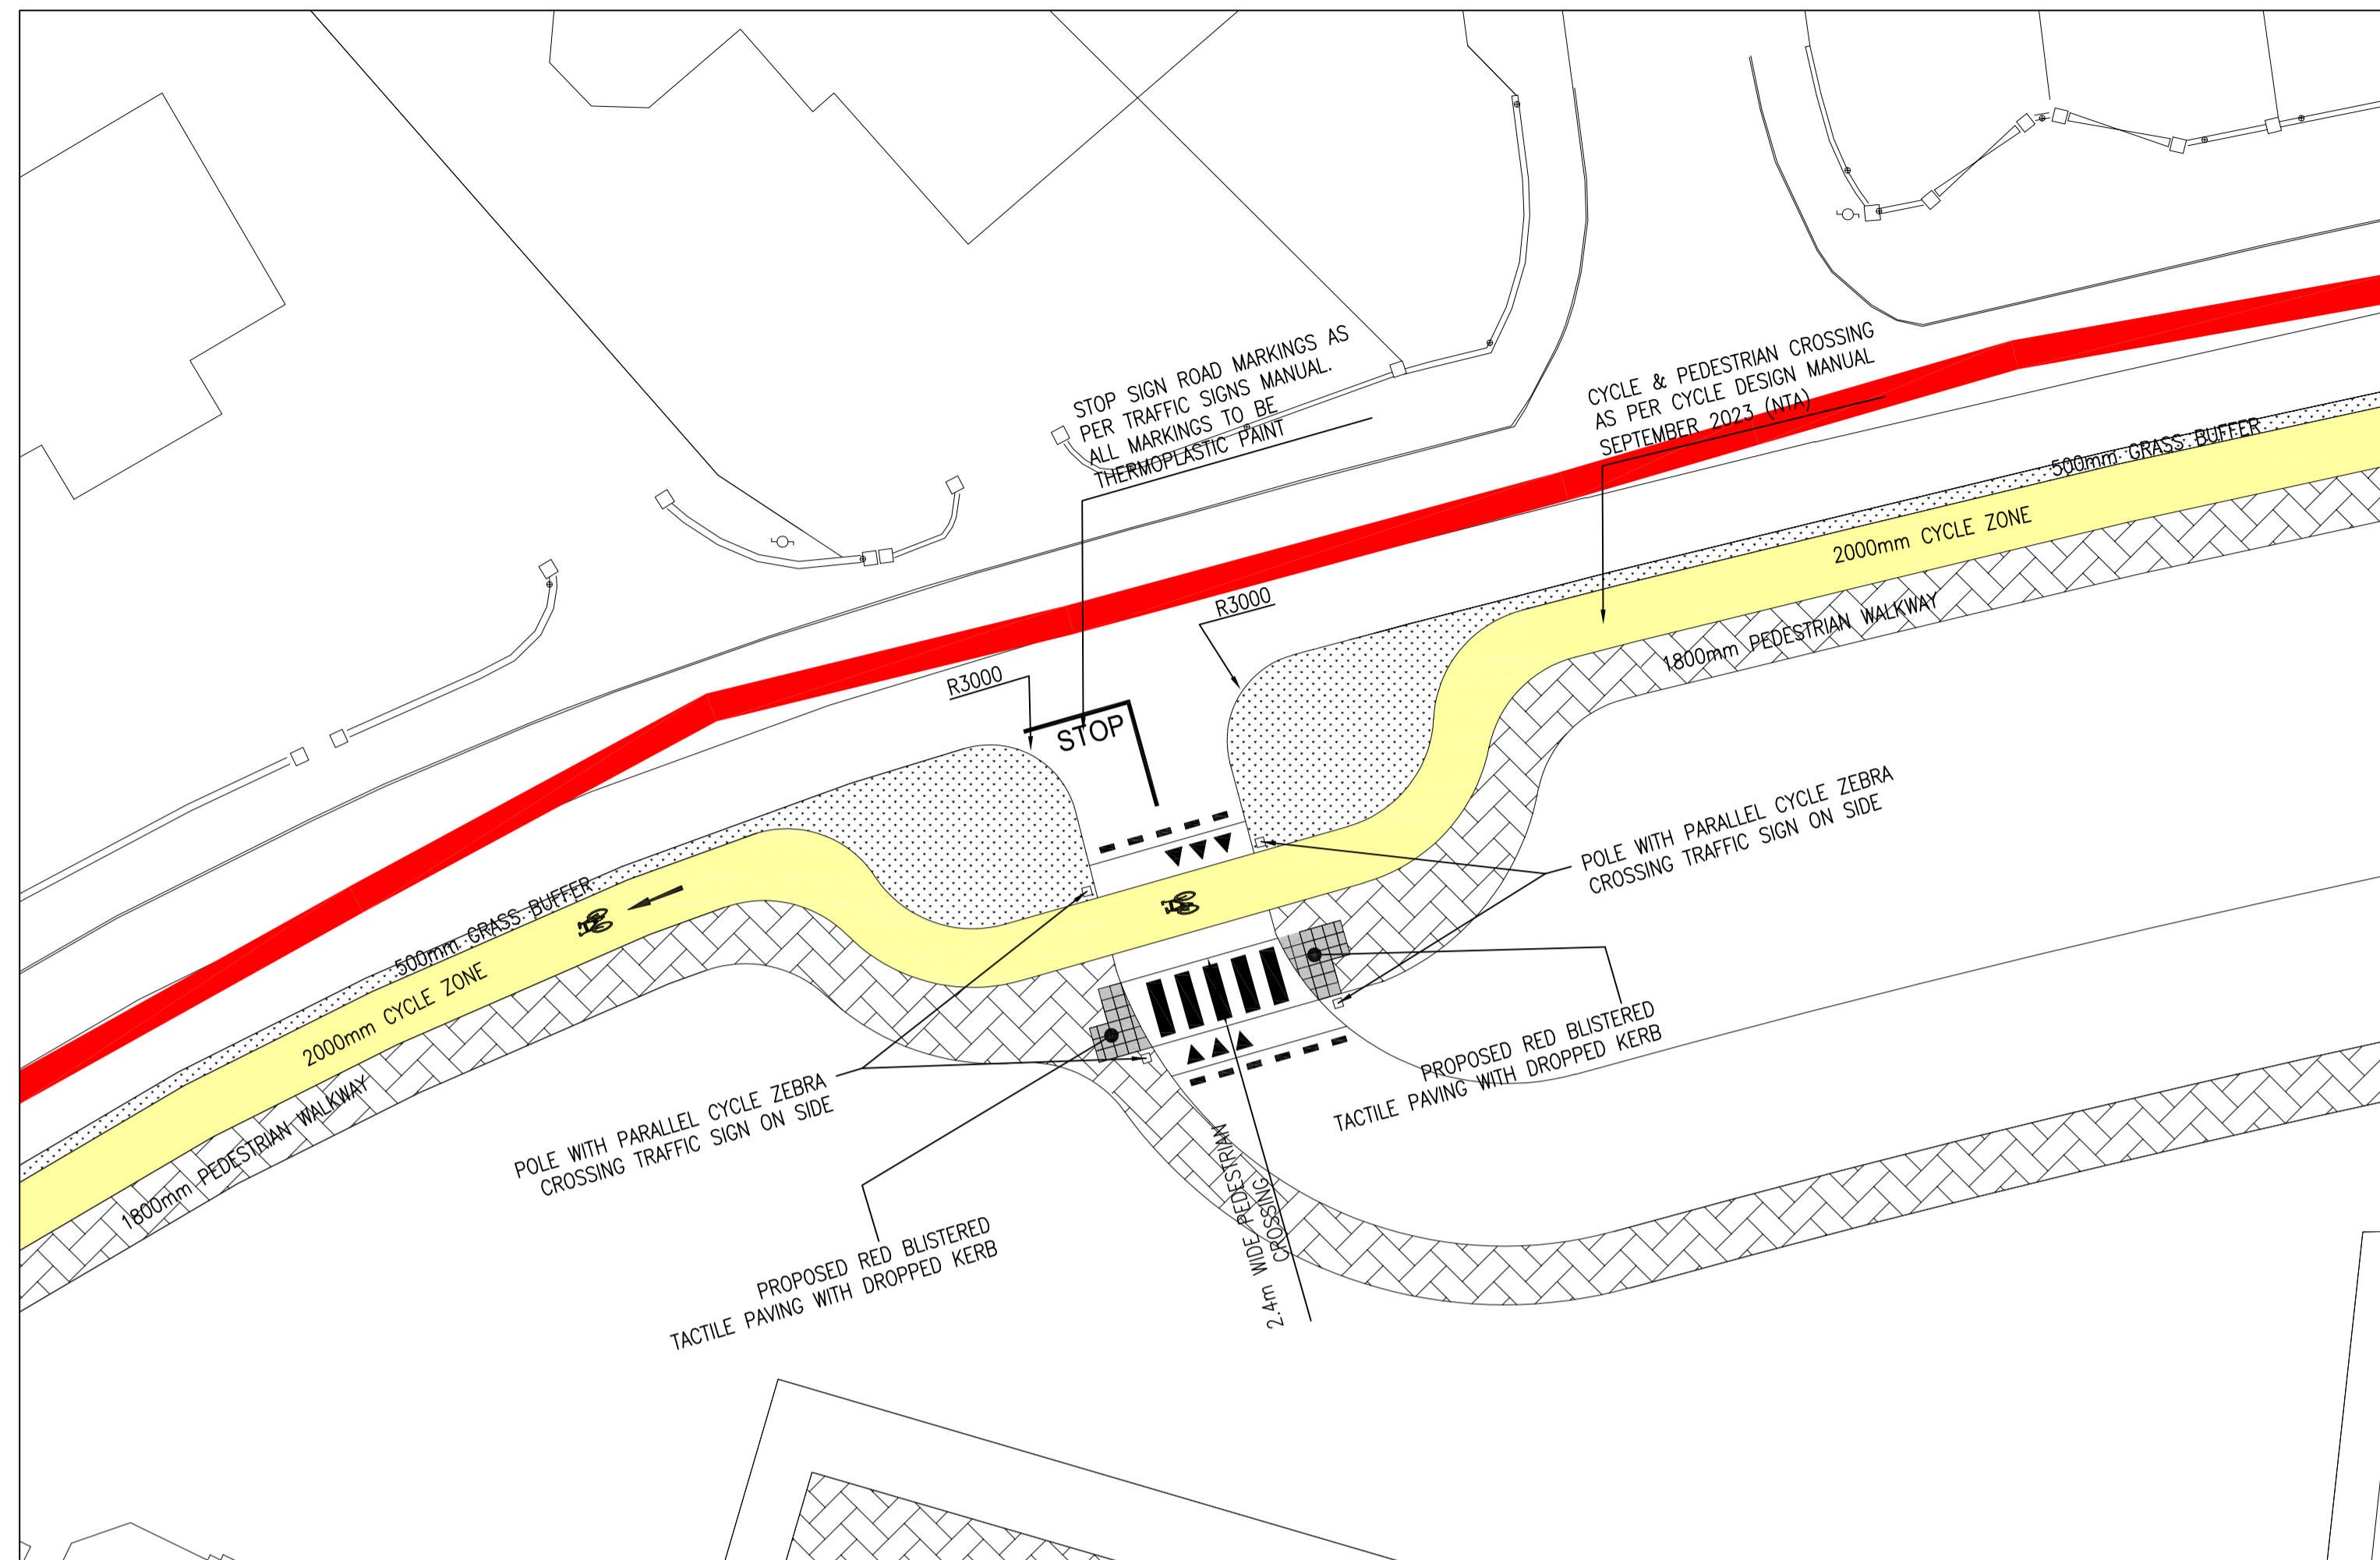 STOP SIGN ROAD MARKINGS AS
PER TRAFFIC SIGNS MANUAL.
ALL MARKINGS TO BE
THERMOPLASTIC PAINT
CYCLE & PEDESTRIAN CROSSING
AS PER CYCLE DESIGN MANUAL
SEPTEMBER 2023 (NTA)
500mm GRASS BUFFER
2000mm CYCLE ZONE
1800mm PEDESTRIAN WALKWAY
R3000
R3000
STOP
POLE WITH PARALLEL CYCLE ZEBRA
CROSSING TRAFFIC SIGN ON SIDE
500mm GRASS BUFFER
2000mm CYCLE ZONE
1800mm PEDESTRIAN WALKWAY
POLE WITH PARALLEL CYCLE ZEBRA
CROSSING TRAFFIC SIGN ON SIDE
PROPOSED RED BLISTERED
TACTILE PAVING WITH DROPPED KERB
2.4m WIDE PEDESTRIAN
CROSSING
PROPOSED RED BLISTERED
TACTILE PAVING WITH DROPPED KERB